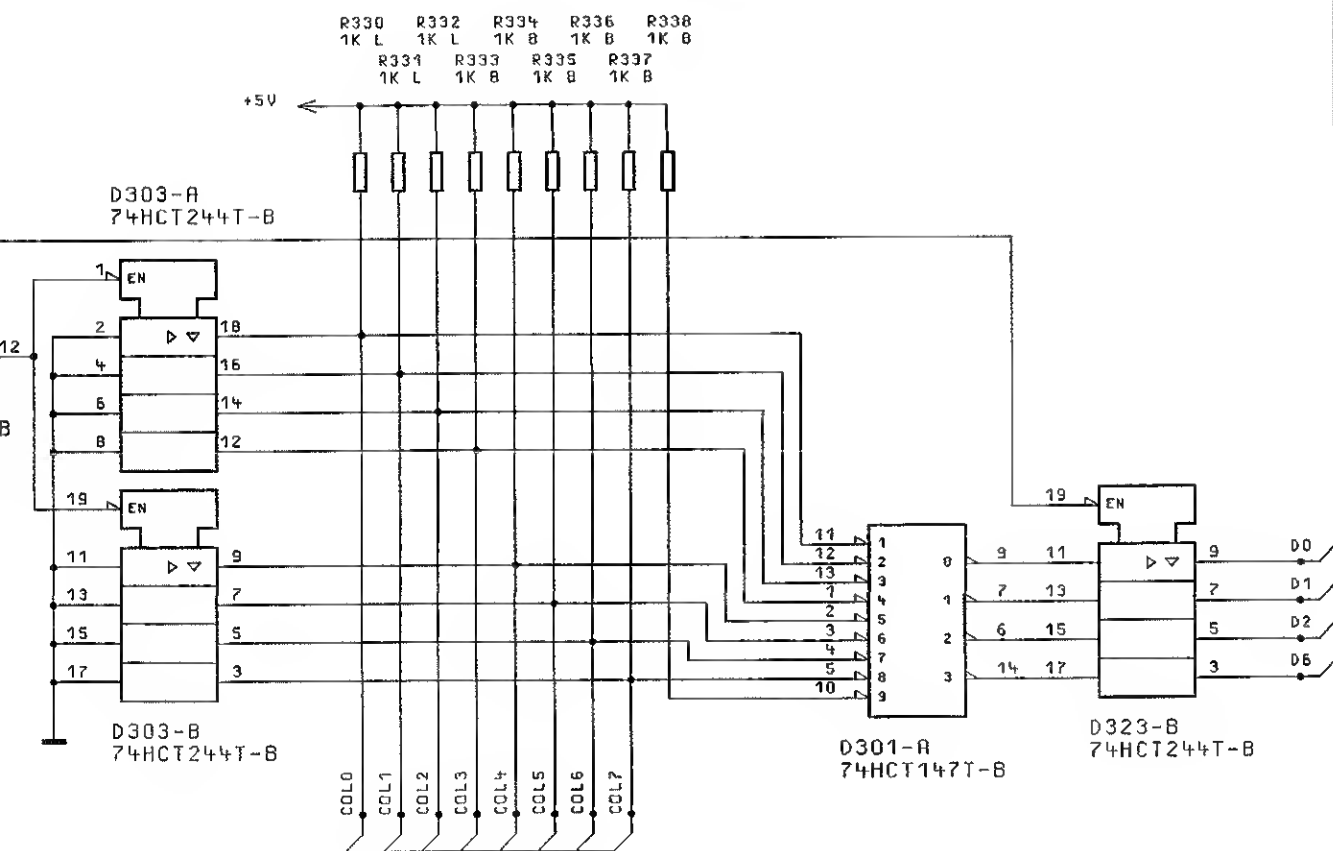 R330 R332 R334 R336 R338
1K L 1K L 1K B 1K B 1K B
R331 R333 R335 R337
1K L 1K B 1K B 1K B
+5V
D303-A
74HCT244T-B
1 EN
2 18
12
4 16
6 14
B
8 12
19 EN
11 9
13 7
15 5
17 3
D303-B
74HCT244T-B
19 EN
11 1
12 2 0 9 11 9 D0
13 3
1 4 1 7 13 7 D1
2 5
3 6 2 6 15 5 D2
4 7
5 8 3 14 17 3 D6
10 9
D301-A
74HCT147T-B
D323-B
74HCT244T-B
COL0 COL1 COL2 COL3 COL4 COL5 COL6 COL7